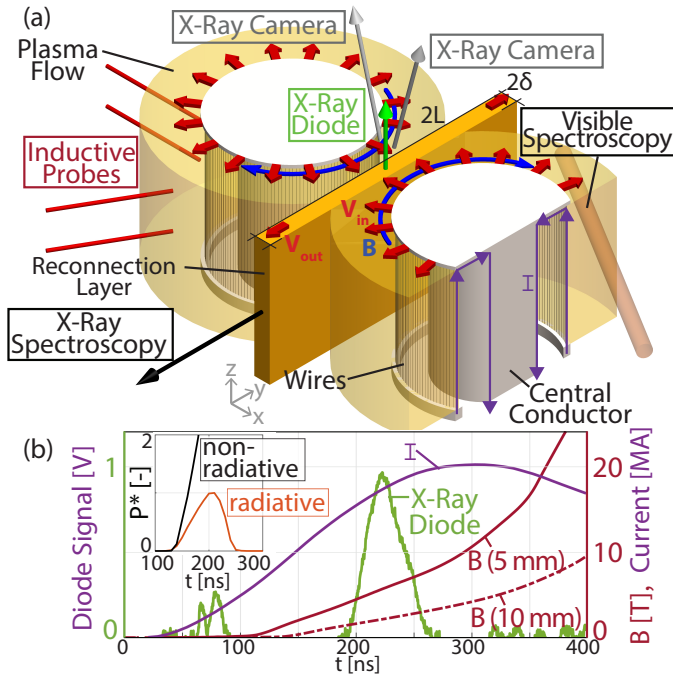 (a)
X-Ray Camera
Plasma
Flow
X-Ray Camera
2δ
X-Ray
Diode
2L
Visible
Spectroscopy
Inductive
Probes
V_in
V_out
B
I
Reconnection
Layer
X-Ray
Spectroscopy
z
y
x
Wires
Central
Conductor
(b)
Diode Signal [V]
0
1
P* [-]
0
1
2
non-
radiative
radiative
100
200
300
t [ns]
I
X-Ray
Diode
B (5 mm)
B (10 mm)
0
100
200
300
400
t [ns]
0
10
20
B [T], Current [MA]